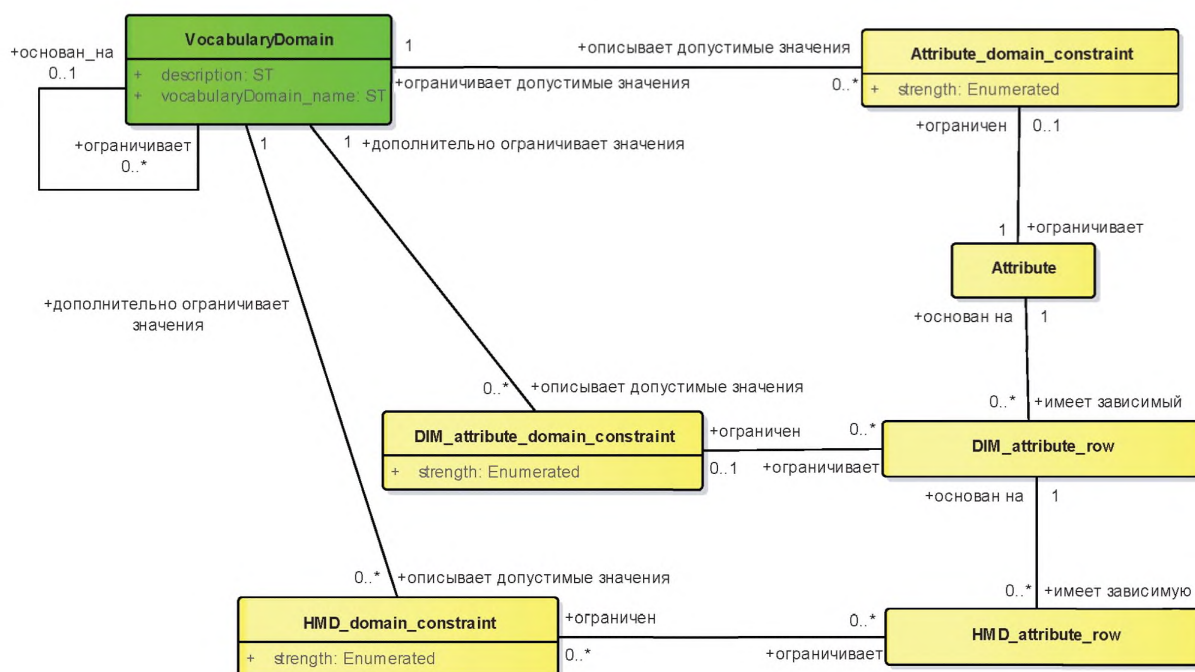 VocabularyDomain
+ description: ST
+ vocabularyDomain_name: ST
+основан_на
0..1
+ограничивает
0..*
1
+описывает допустимые значения
+ограничивает допустимые значения
0..*
Attribute_domain_constraint
+ strength: Enumerated
+ограничен
0..1
1
+ограничивает
Attribute
+основан на
1
1
1
+дополнительно ограничивает значения
+дополнительно ограничивает
значения
0..*
+описывает допустимые значения
0..*
+имеет зависимый
DIM_attribute_domain_constraint
+ strength: Enumerated
+ограничен
0..*
0..1
+ограничивает
DIM_attribute_row
+основан на
1
0..*
+описывает допустимые значения
0..*
+имеет зависимую
HMD_domain_constraint
+ strength: Enumerated
+ограничен
0..*
0..*
+ограничивает
HMD_attribute_row